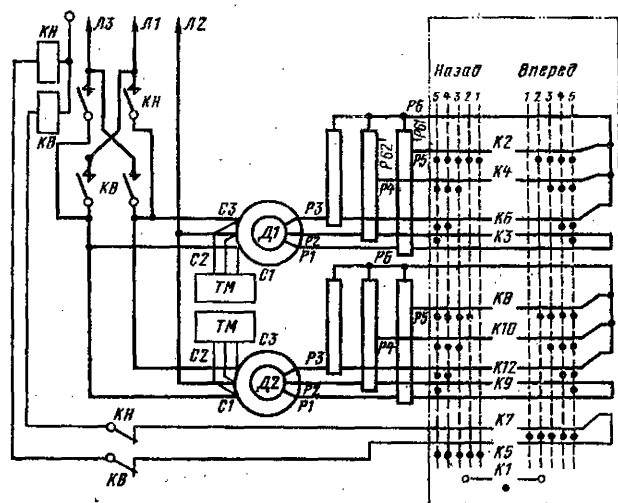 КН Л3 Л1 Л2
КН
КВ
КВ
Назад Вперед
5 4 3 2 1 1 2 3 4 5
Р6
Р61
Р62
К2
Р5
К4
Р4
С3 Р3 К6
Д1 Р2 К3
С2 С1 Р1
ТМ
Р6
К8
Р5
ТМ К10
Р4
С2 С3 Р3 К12
Д2 Р2 К9
С1 Р1
КН К7
КВ К5
К1